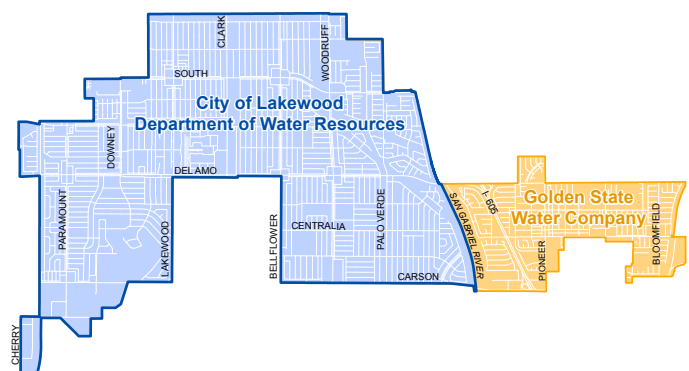 CLARK
WOODRUFF
SOUTH
City of Lakewood
Department of Water Resources
DOWNEY
DEL AMO
PARAMOUNT
LAKEWOOD
BELLFLOWER
CENTRALIA
PALO VERDE
CARSON
SAN GABRIEL RIVER
I- 605
Golden State
Water Company
PIONEER
BLOOMFIELD
CHERRY